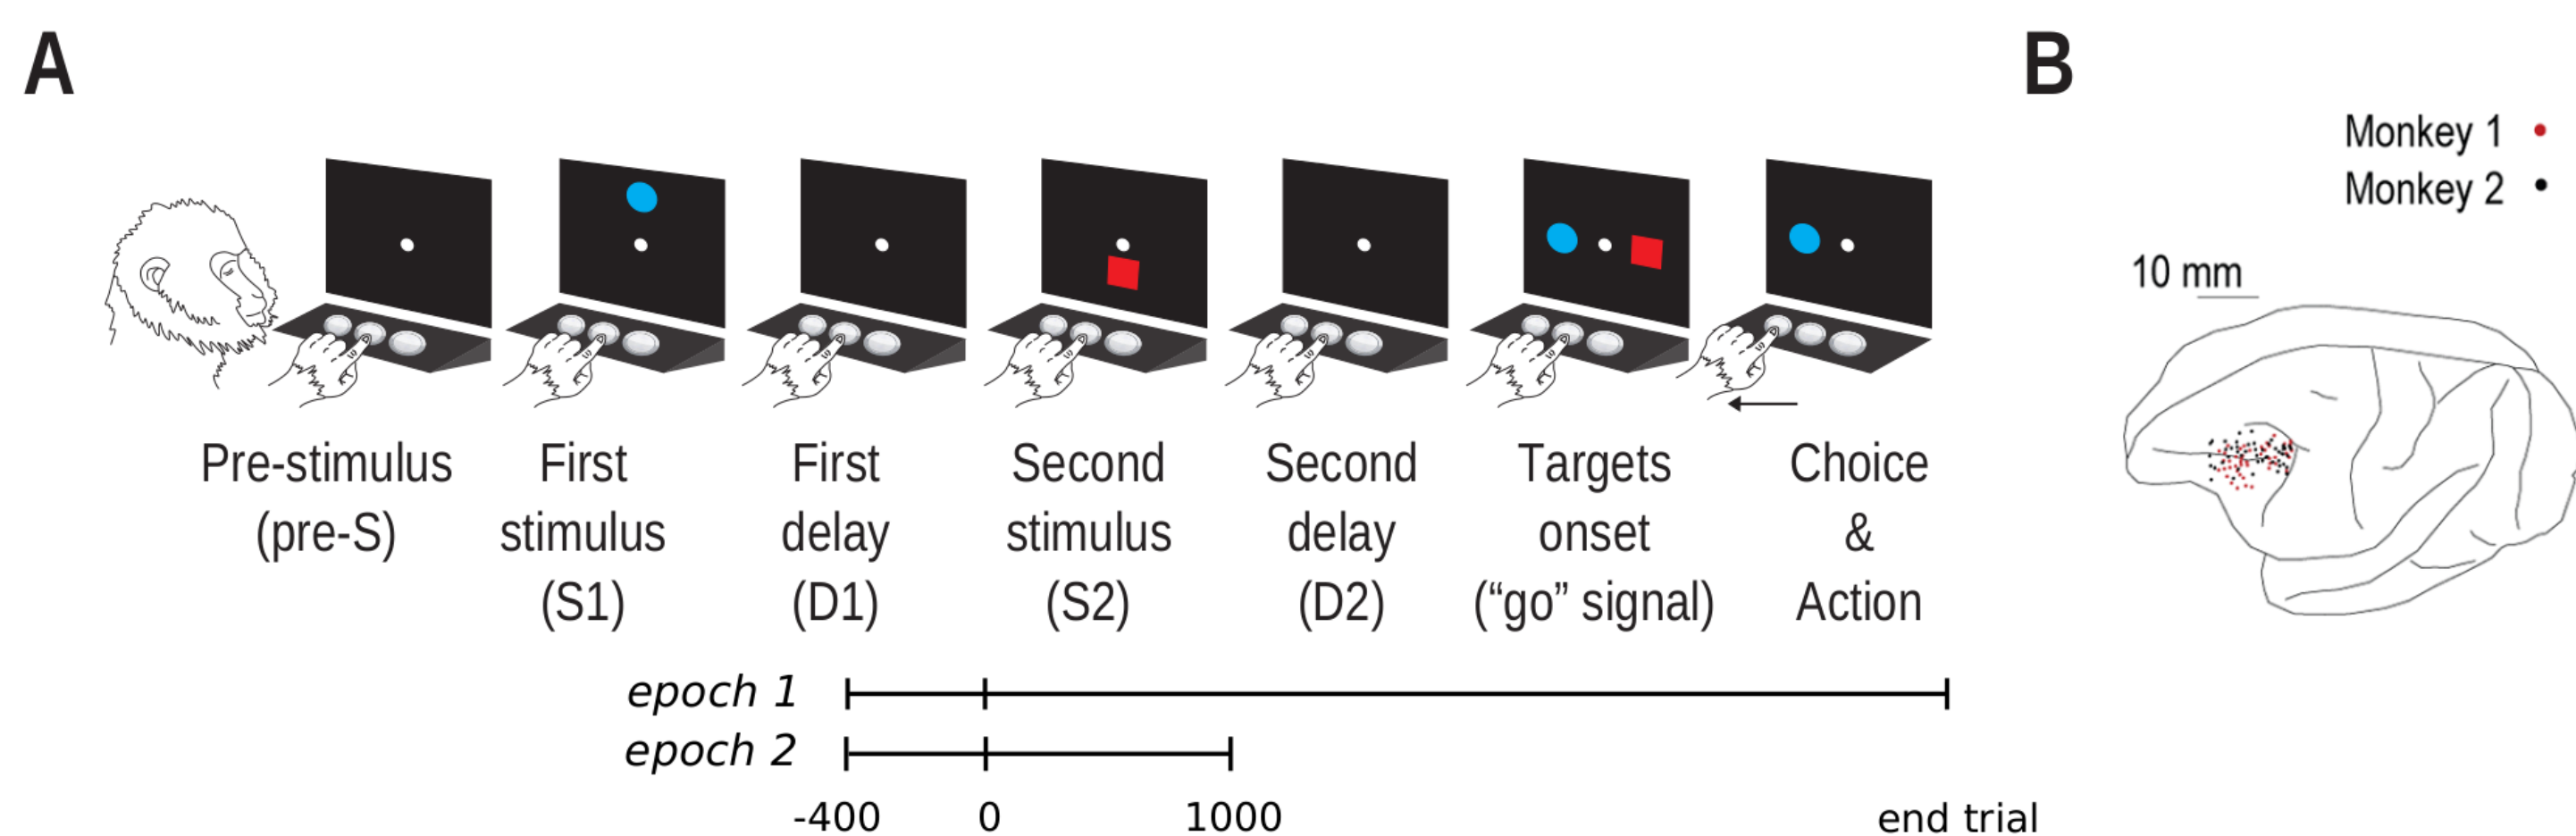 A
B
Monkey 1
Monkey 2
10 mm
Pre-stimulus
(pre-S)
First
stimulus
(S1)
First
delay
(D1)
Second
stimulus
(S2)
Second
delay
(D2)
Targets
onset
(“go” signal)
Choice
&
Action
epoch 1
epoch 2
-400 0 1000 end trial